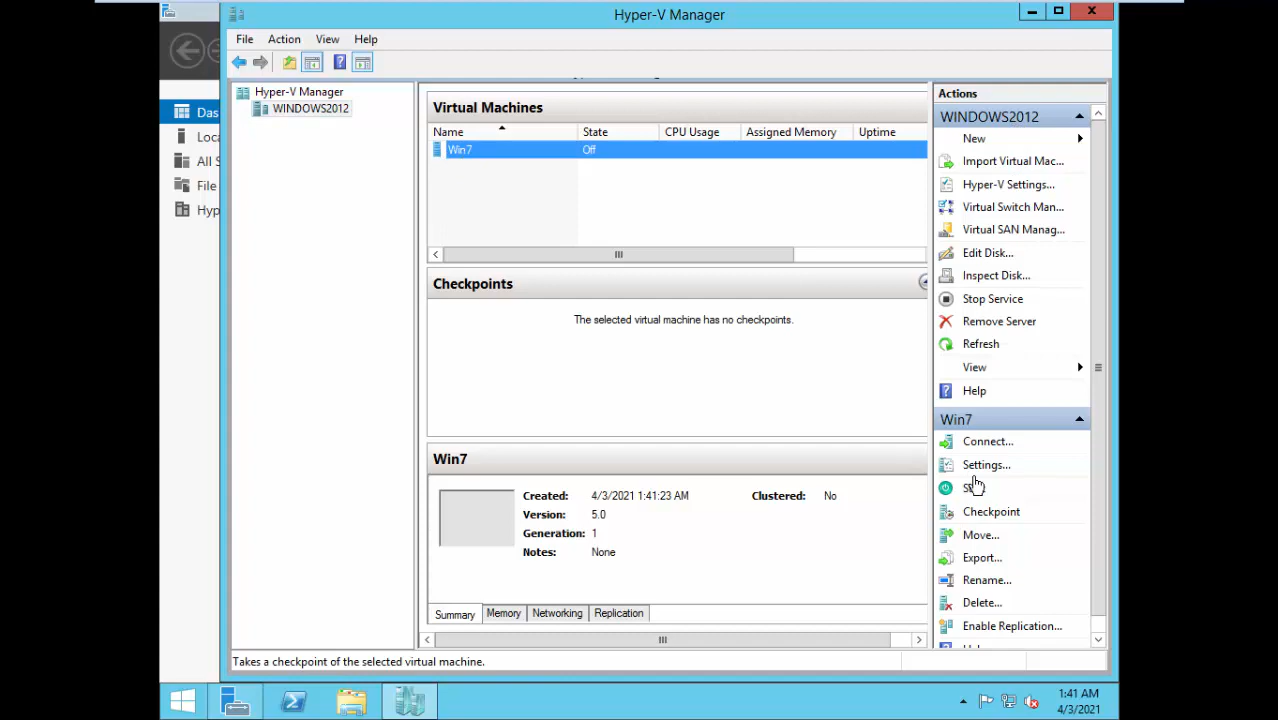 Hyper-V Manager
File Action View Help
Das
Loca
All S
File
Hyp
Hyper-V Manager
WINDOWS2012
Virtual Machines
Name State CPU Usage Assigned Memory Uptime
Win7 Off
Checkpoints
The selected virtual machine has no checkpoints.
Win7
Created: 4/3/2021 1:41:23 AM Clustered: No
Version: 5.0
Generation: 1
Notes: None
Summary Memory Networking Replication
Actions
WINDOWS2012
New
Import Virtual Mac...
Hyper-V Settings...
Virtual Switch Man...
Virtual SAN Manag...
Edit Disk...
Inspect Disk...
Stop Service
Remove Server
Refresh
View
Help
Win7
Connect...
Settings...
Checkpoint
Move...
Export...
Rename...
Delete...
Enable Replication...
Takes a checkpoint of the selected virtual machine.
1:41 AM
4/3/2021